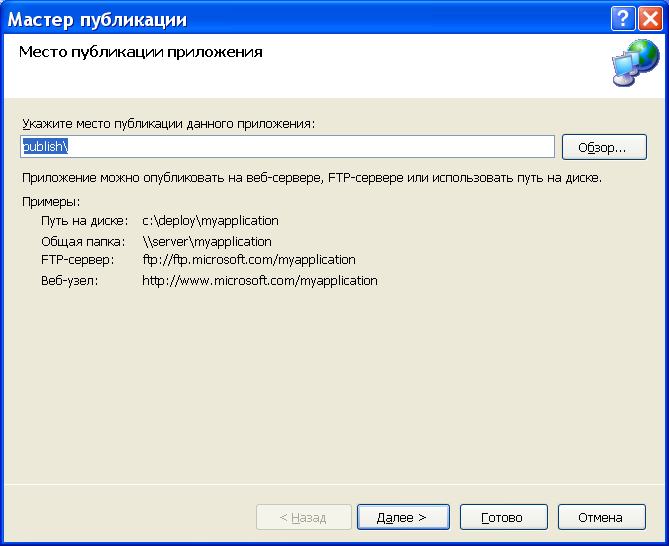 Мастер публикации
Место публикации приложения
Укажите место публикации данного приложения:
publish\
Обзор...
Приложение можно опубликовать на веб-сервере, FTP-сервере или использовать путь на диске.
Примеры:
Путь на диске: c:\deploy\myapplication
Общая папка: \\server\myapplication
FTP-сервер: ftp://ftp.microsoft.com/myapplication
Веб-узел: http://www.microsoft.com/myapplication
< Назад Далее > Готово Отмена